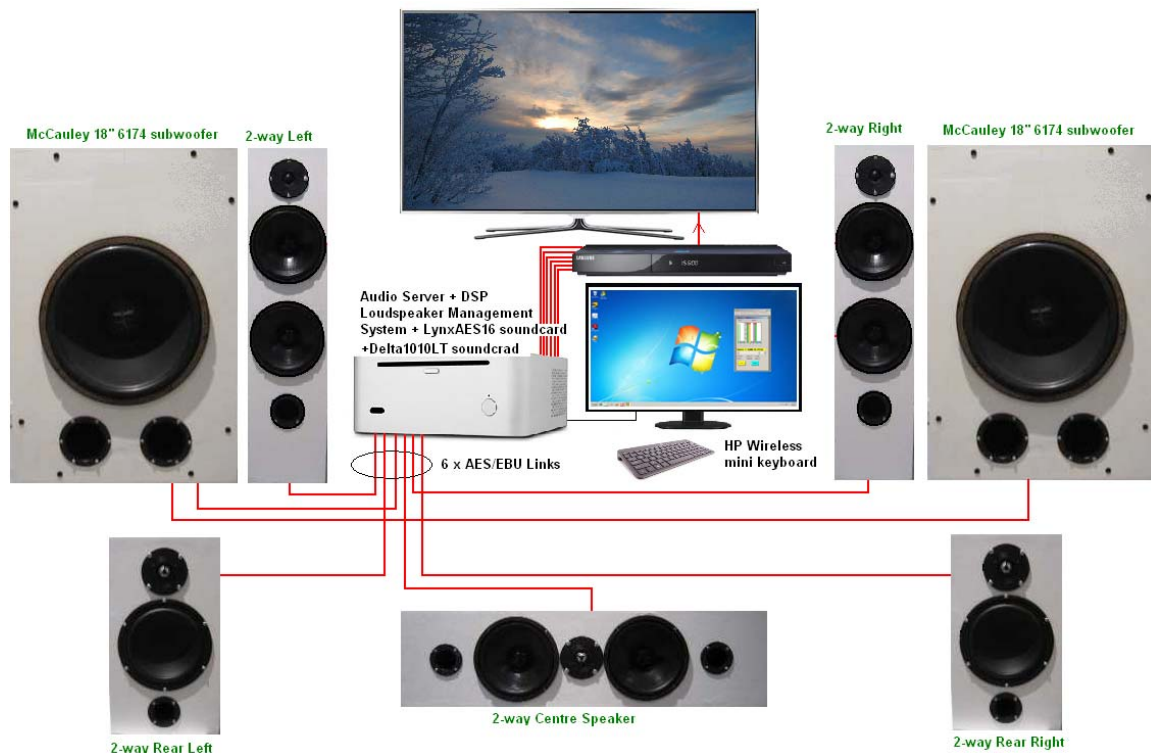 McCauley 18" 6174 subwoofer
2-way Left
2-way Right
McCauley 18" 6174 subwoofer
SAMSUNG
Audio Server + DSP
Loudspeaker Management
System + LynxAES16 soundcard
+Delta1010LT soundcrad
6 x AES/EBU Links
HP Wireless
mini keyboard
2-way Rear Left
2-way Centre Speaker
2-way Rear Right